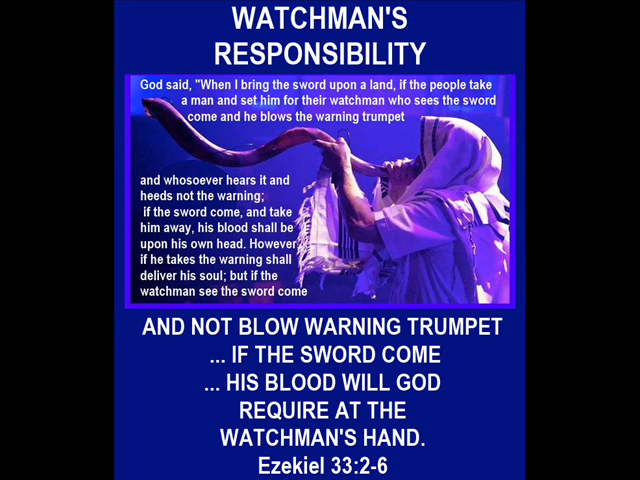 WATCHMAN'S
RESPONSIBILITY
God said, "When I bring the sword upon a land, if the people take
a man and set him for their watchman who sees the sword
come and he blows the warning trumpet
and whosoever hears it and
heeds not the warning;
if the sword come, and take
him away, his blood shall be
upon his own head. However
if he takes the warning shall
deliver his soul; but if the
watchman see the sword come
AND NOT BLOW WARNING TRUMPET
... IF THE SWORD COME
... HIS BLOOD WILL GOD
REQUIRE AT THE
WATCHMAN'S HAND.
Ezekiel 33:2-6